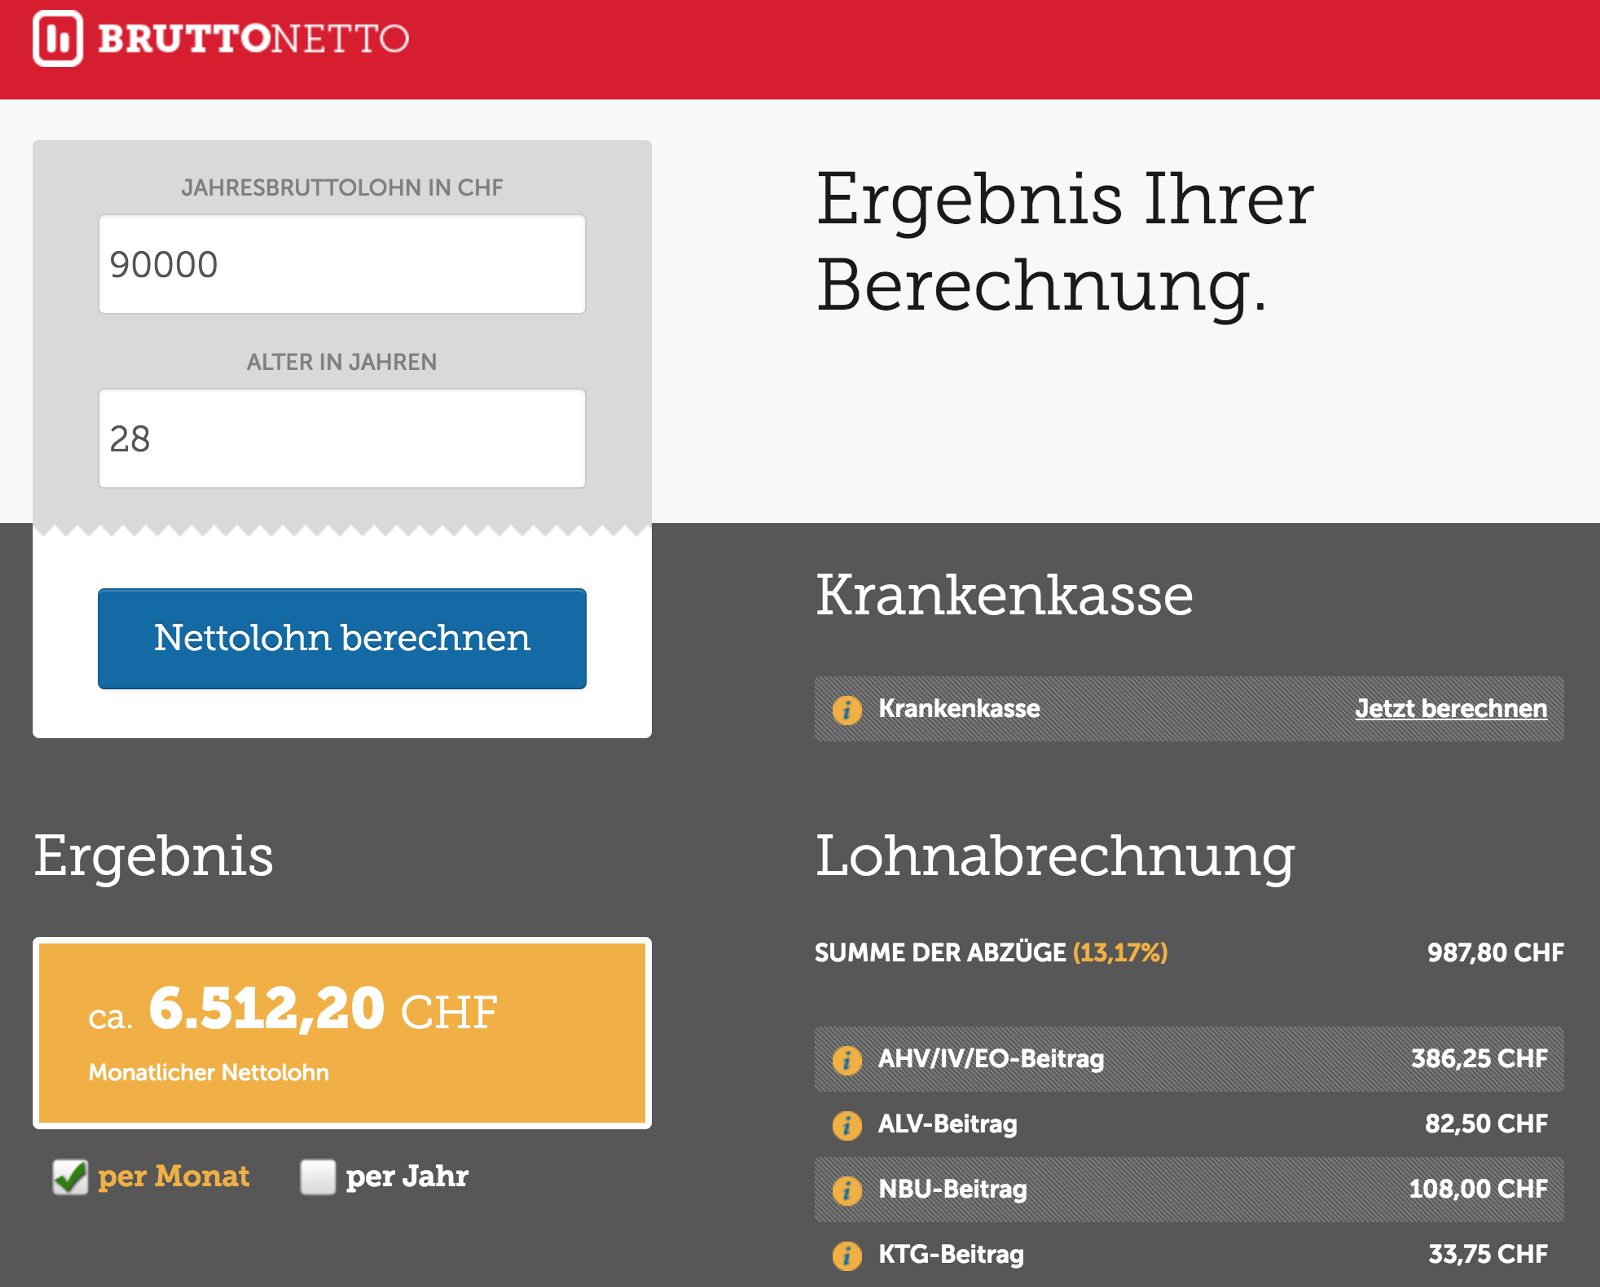 BRUTTONETTO
JAHRESBRUTTOLOHN IN CHF
90000
ALTER IN JAHREN
28
Nettolohn berechnen
Ergebnis Ihrer
Berechnung.
Krankenkasse
Krankenkasse Jetzt berechnen
Ergebnis
ca. 6.512,20 CHF
Monatlicher Nettolohn
per Monat per Jahr
Lohnabrechnung
SUMME DER ABZÜGE (13,17%) 987,80 CHF
AHV/IV/EO-Beitrag 386,25 CHF
ALV-Beitrag 82,50 CHF
NBU-Beitrag 108,00 CHF
KTG-Beitrag 33,75 CHF